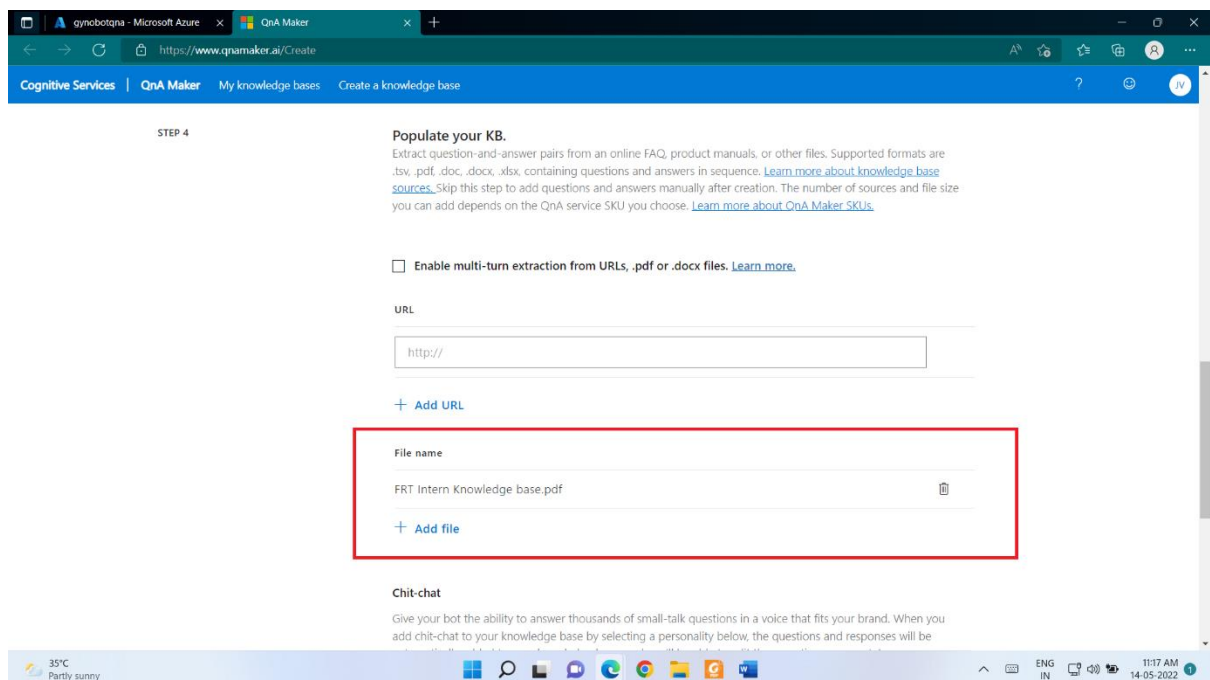 gynobotqna - Microsoft Azure
QnA Maker
https://www.qnamaker.ai/Create
Cognitive Services | QnA Maker My knowledge bases Create a knowledge base ? JV
STEP 4
Populate your KB.
Extract question-and-answer pairs from an online FAQ, product manuals, or other files. Supported formats are
.tsv, .pdf, .doc, .docx, .xlsx, containing questions and answers in sequence. Learn more about knowledge base
sources. Skip this step to add questions and answers manually after creation. The number of sources and file size
you can add depends on the QnA service SKU you choose. Learn more about QnA Maker SKUs.
Enable multi-turn extraction from URLs, .pdf or .docx files. Learn more.
URL
http://
+ Add URL
File name
FRT Intern Knowledge base.pdf
+ Add file
Chit-chat
Give your bot the ability to answer thousands of small-talk questions in a voice that fits your brand. When you
add chit-chat to your knowledge base by selecting a personality below, the questions and responses will be
35°C
Partly sunny
ENG
IN
11:17 AM
14-05-2022
1